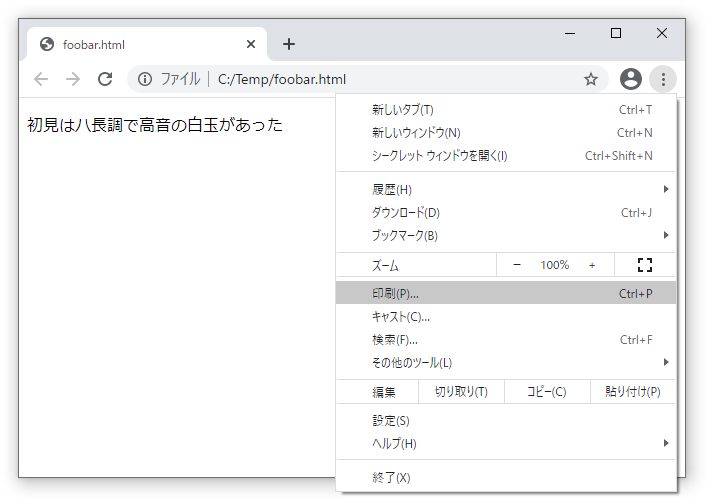 foobar.html
ファイル | C:/Temp/foobar.html
初見は八長調で高音の白玉があった
新しいタブ(T) Ctrl+T
新しいウィンドウ(N) Ctrl+N
シークレット ウィンドウを開く(I) Ctrl+Shift+N
履歴(H)
ダウンロード(D) Ctrl+J
ブックマーク(B)
ズーム − 100% +
印刷(P)... Ctrl+P
キャスト(C)...
検索(F)... Ctrl+F
その他のツール(L)
編集 切り取り(T) コピー(C) 貼り付け(P)
設定(S)
ヘルプ(H)
終了(X)